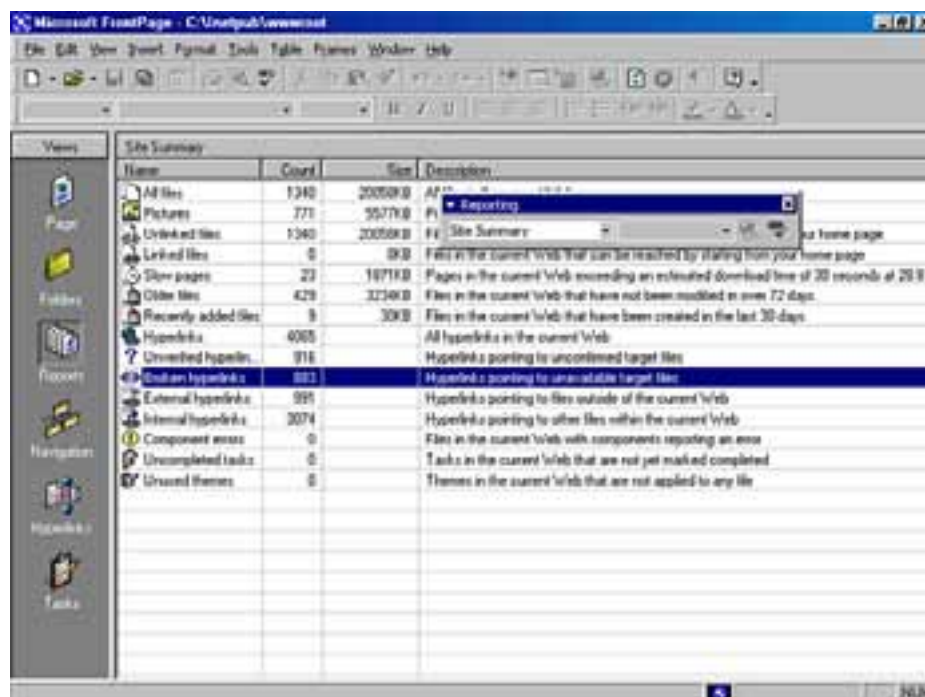 Microsoft FrontPage - C:\Inetpub\wwwroot
File Edit View Insert Format Tools Table Frames Window Help
B I U
Views
Site Summary
Name Count Size Description
All files 1340 20058KB
Pictures 771 5577KB
Unlinked files 1340 20058KB your home page
Linked files 0 0KB Files in the current Web that can be reached by starting from your home page
Slow pages 23 Pages in the current Web exceeding an estimated download time of 30 seconds at 28.8
Older files 429 3234KB Files in the current Web that have not been modified in over 72 days
Recently added files 9 Files in the current Web that have been created in the last 30 days
Hyperlinks 4065 All hyperlinks in the current Web
? Unverified hyperlin... 916 Hyperlinks pointing to unconfirmed target files
Broken hyperlinks 883 Hyperlinks pointing to unavailable target files
External hyperlinks 991 Hyperlinks pointing to files outside of the current Web
Internal hyperlinks 3074 Hyperlinks pointing to other files within the current Web
Component errors 0 Files in the current Web with components reporting an error
Uncompleted tasks 0 Tasks in the current Web that are not yet marked completed
Unused themes 0 Themes in the current Web that are not applied to any file
Reporting
Site Summary
Page
Folders
Reports
Navigation
Hyperlinks
Tasks